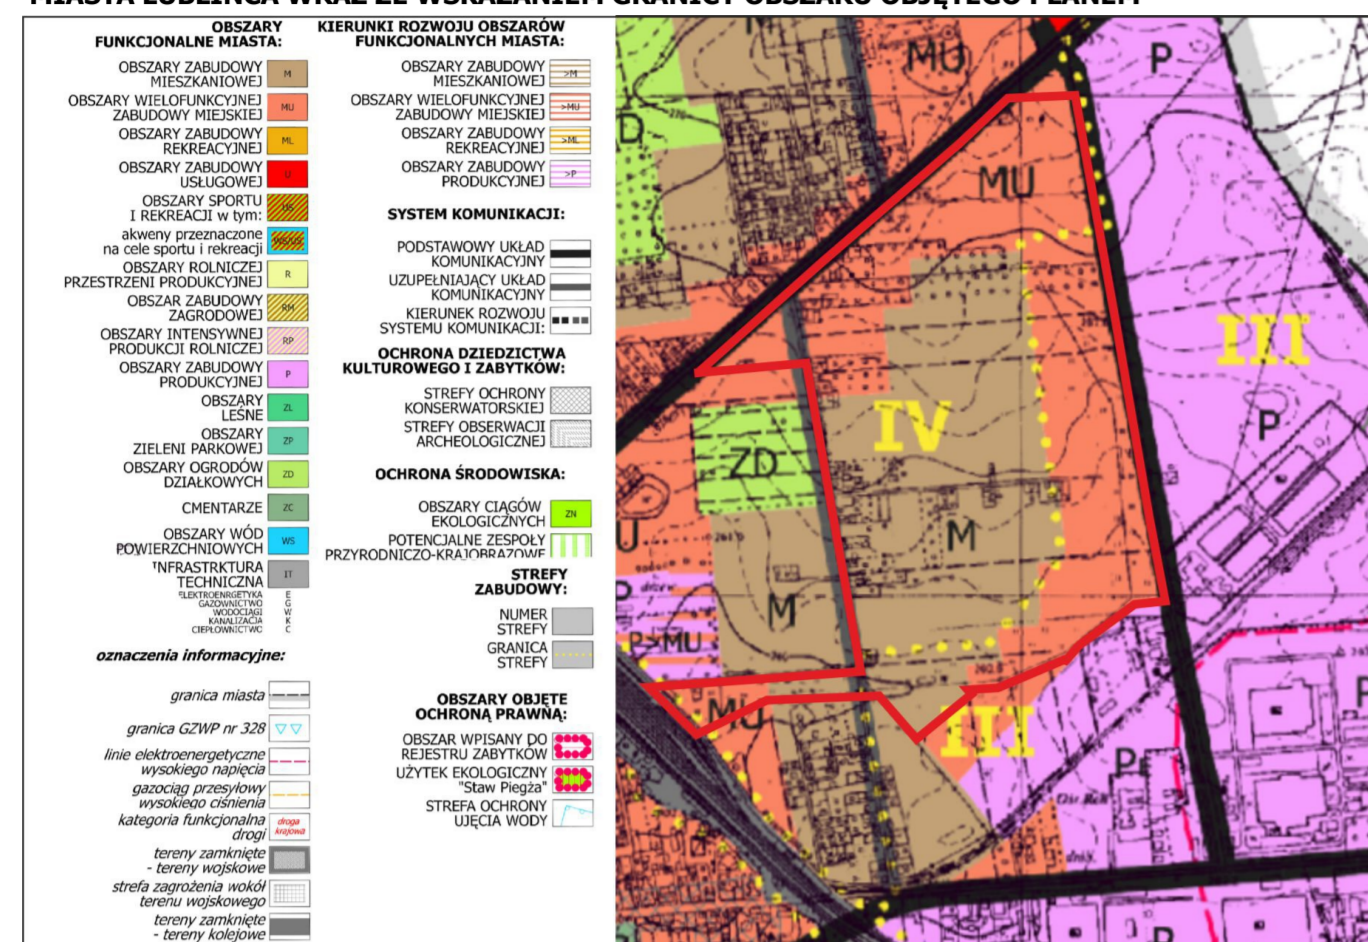 MIASTA LUBLIŃCA WRAZ ZE WSKAZANIEM GRANICY OBSZARU OBJĘTEGO PLANEM
OBSZARY
FUNKCJONALNE MIASTA:
OBSZARY ZABUDOWY
MIESZKANIOWEJ
M
OBSZARY WIELOFUNKCYJNEJ
ZABUDOWY MIEJSKIEJ
MU
OBSZARY ZABUDOWY
REKREACYJNEJ
ML
OBSZARY ZABUDOWY
USŁUGOWEJ
U
OBSZARY SPORTU
I REKREACJI w tym:
US
akweny przeznaczone
na cele sportu i rekreacji
OBSZARY ROLNICZEJ
PRZESTRZENI PRODUKCYJNEJ
R
OBSZAR ZABUDOWY
ZAGRODOWEJ
RM
OBSZARY INTENSYWNEJ
PRODUKCJI ROLNICZEJ
RP
OBSZARY ZABUDOWY
PRODUKCYJNEJ
P
OBSZARY
LEŚNE
ZL
OBSZARY
ZIELENI PARKOWEJ
ZP
OBSZARY OGRODÓW
DZIAŁKOWYCH
ZD
CMENTARZE
ZC
OBSZARY WÓD
POWIERZCHNIOWYCH
WS
INFRASTRKTURA
TECHNICZNA
IT
ELEKTROENRGETYKA E
GAZOWNICTWO G
WODOCIĄGI W
KANALIZACJA K
CIEPŁOWNICTWO C
oznaczenia informacyjne:
granica miasta
granica GZWP nr 328
linie elektroenergetyczne
wysokiego napięcia
gazociąg przesyłowy
wysokiego ciśnienia
kategoria funkcjonalna
drogi
droga
krajowa
tereny zamknięte
- tereny wojskowe
strefa zagrożenia wokół
terenu wojskowego
tereny zamknięte
- tereny kolejowe
KIERUNKI ROZWOJU OBSZARÓW
FUNKCJONALNYCH MIASTA:
OBSZARY ZABUDOWY
MIESZKANIOWEJ
>M
OBSZARY WIELOFUNKCYJNEJ
ZABUDOWY MIEJSKIEJ
>MU
OBSZARY ZABUDOWY
REKREACYJNEJ
>ML
OBSZARY ZABUDOWY
PRODUKCYJNEJ
>P
SYSTEM KOMUNIKACJI:
PODSTAWOWY UKŁAD
KOMUNIKACYJNY
UZUPEŁNIAJĄCY UKŁAD
KOMUNIKACYJNY
KIERUNEK ROZWOJU
SYSTEMU KOMUNIKACJI:
OCHRONA DZIEDZICTWA
KULTUROWEGO I ZABYTKÓW:
STREFY OCHRONY
KONSERWATORSKIEJ
STREFY OBSERWACJI
ARCHEOLOGICZNEJ
OCHRONA ŚRODOWISKA:
OBSZARY CIĄGÓW
EKOLOGICZNYCH
ZN
POTENCJALNE ZESPOŁY
PRZYRODNICZO-KRAJOBRAZOWE
STREFY
ZABUDOWY:
NUMER
STREFY
GRANICA
STREFY
OBSZARY OBJĘTE
OCHRONĄ PRAWNĄ:
OBSZAR WPISANY DO
REJESTRU ZABYTKÓW
UŻYTEK EKOLOGICZNY
"Staw Piegża"
STREFA OCHRONY
UJĘCIA WODY
M
MU
P
D
MU
III
P
IV
ZD
U
M
M
P>MU
MU
III
P
P
P
P